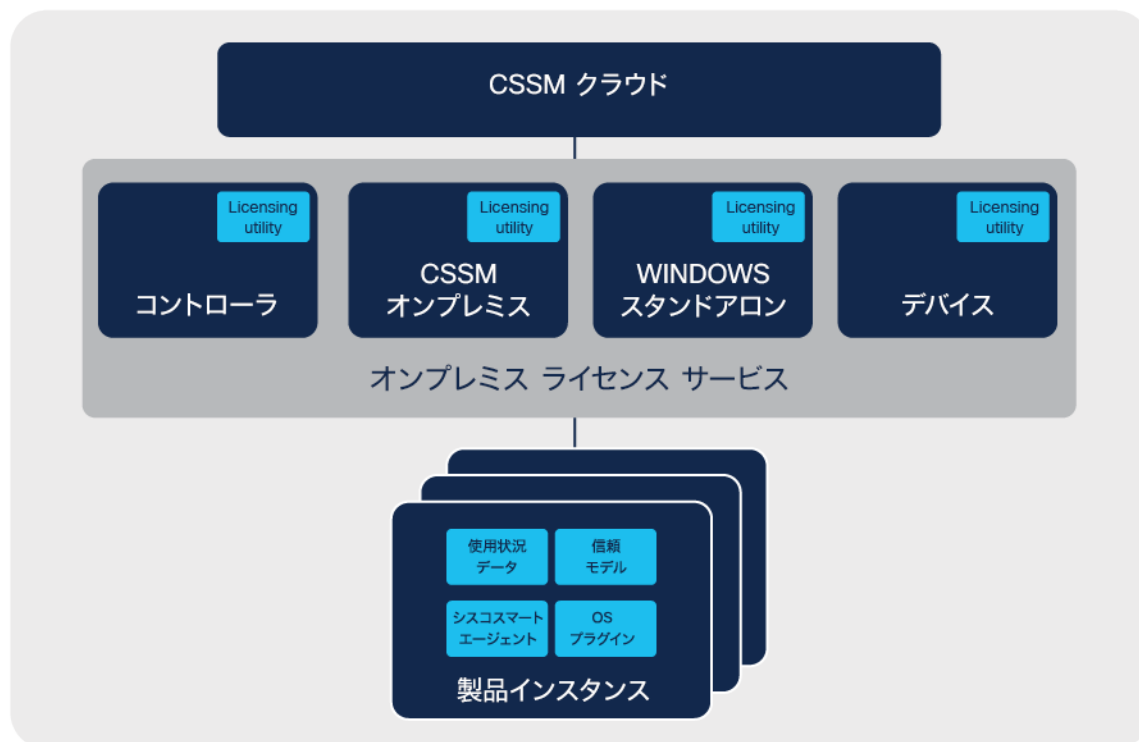 CSSM クラウド
Licensing
utility
コントローラ
Licensing
utility
CSSM
オンプレミス
Licensing
utility
WINDOWS
スタンドアロン
Licensing
utility
デバイス
オンプレミス ライセンス サービス
使用状況
データ
信頼
モデル
シスコスマート
エージェント
OS
プラグイン
製品インスタンス